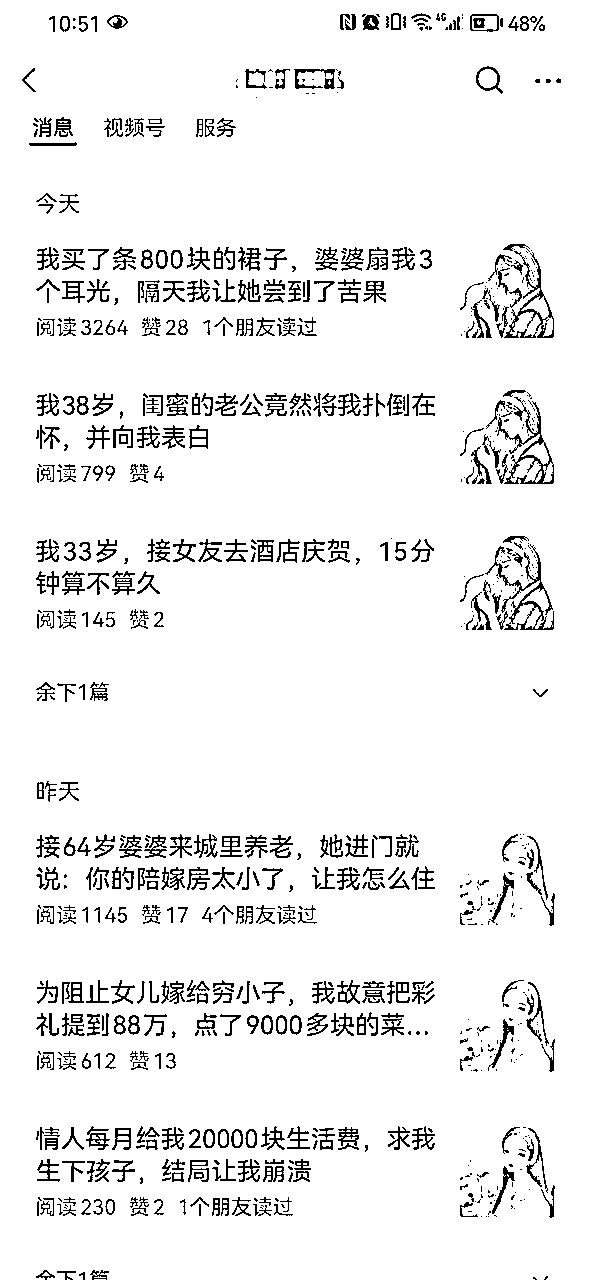 10:51 4G 48%
消息 视频号 服务
今天
我买了条800块的裙子，婆婆扇我3
个耳光，隔天我让她尝到了苦果
阅读3264 赞28 1个朋友读过
我38岁，闺蜜的老公竟然将我扑倒在
怀，并向我表白
阅读799 赞4
我33岁，接女友去酒店庆贺，15分
钟算不算久
阅读145 赞2
余下1篇
昨天
接64岁婆婆来城里养老，她进门就
说：你的陪嫁房太小了，让我怎么住
阅读1145 赞17 4个朋友读过
为阻止女儿嫁给穷小子，我故意把彩
礼提到88万，点了9000多块的菜...
阅读612 赞13
情人每月给我20000块生活费，求我
生下孩子，结局让我崩溃
阅读230 赞2 1个朋友读过
余下1篇